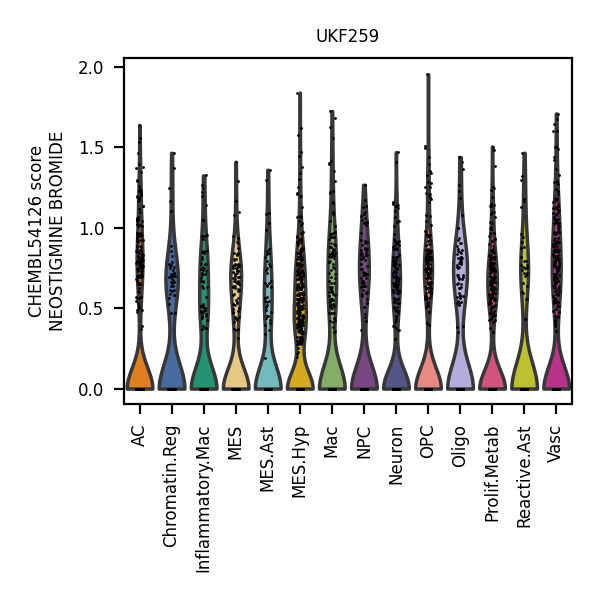 UKF259
CHEMBL54126 score
NEOSTIGMINE BROMIDE
2.0
1.5
1.0
0.5
0.0
AC
Chromatin.Reg
Inflammatory.Mac
MES
MES.Ast
MES.Hyp
Mac
NPC
Neuron
OPC
Oligo
Prolif.Metab
Reactive.Ast
Vasc